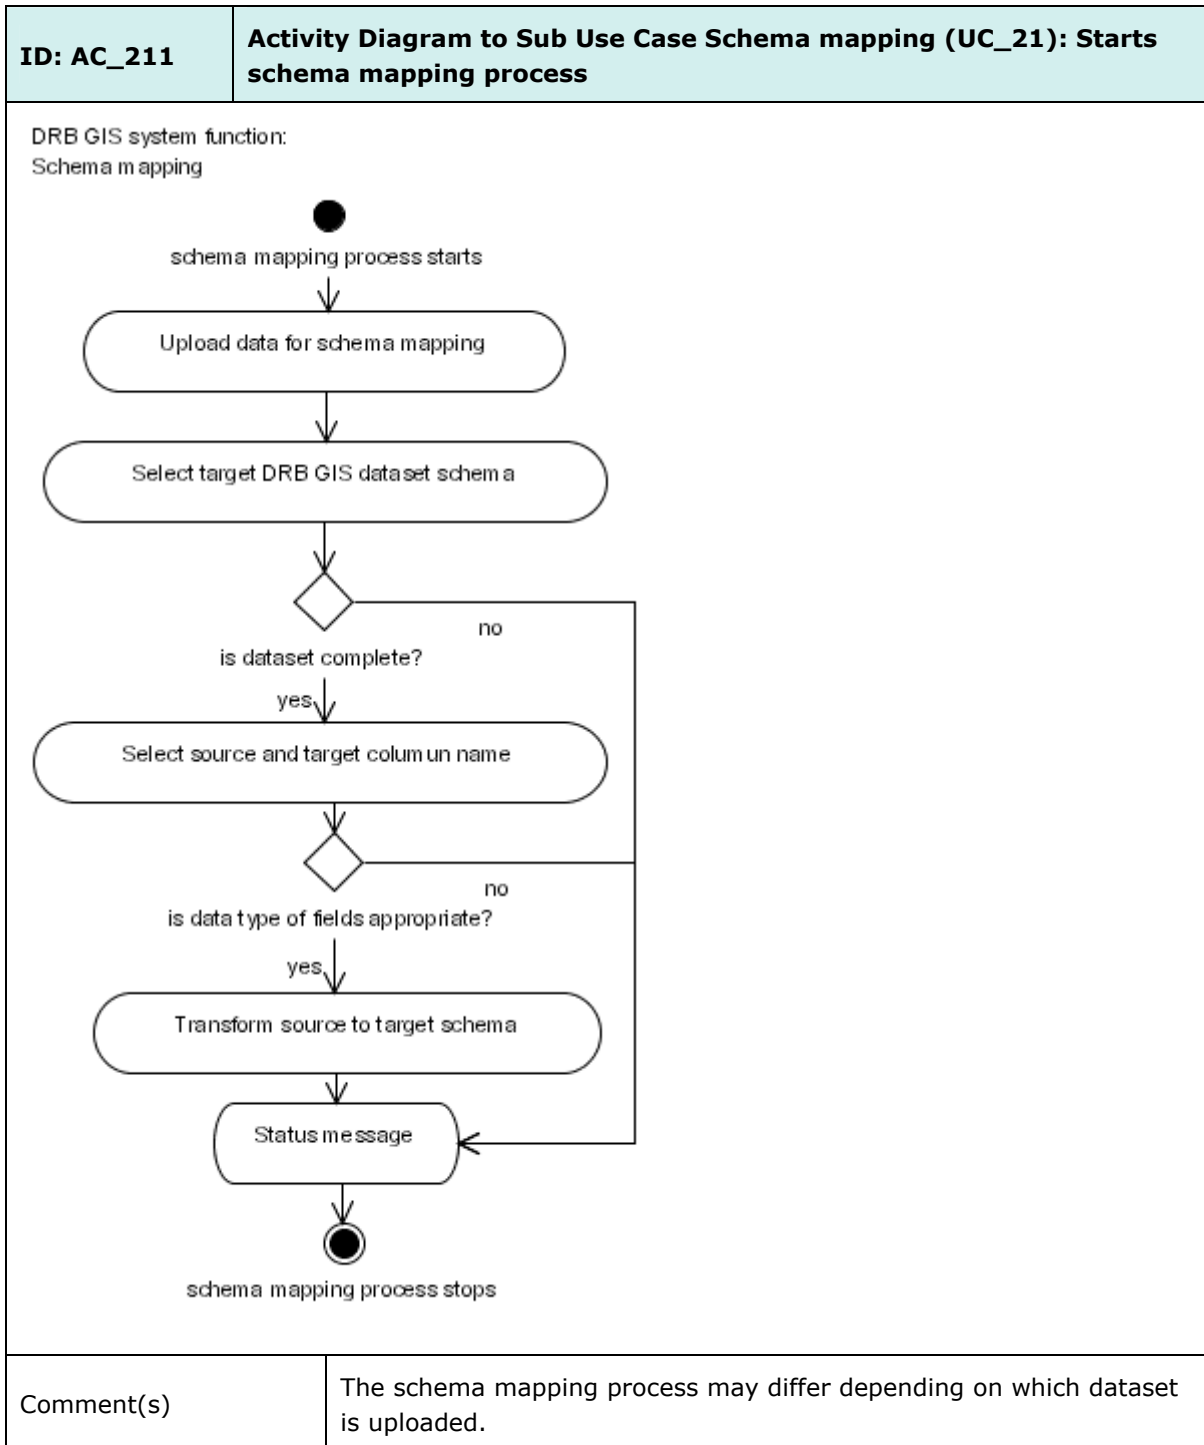 ID: AC_211
Activity Diagram to Sub Use Case Schema mapping (UC_21): Starts
schema mapping process
DRB GIS system function:
Schema mapping
schema mapping process starts
Upload data for schema mapping
Select target DRB GIS dataset schema
no
is dataset complete?
yes
Select source and target columun name
no
is data type of fields appropriate?
yes
Transform source to target schema
Status message
schema mapping process stops
Comment(s)
The schema mapping process may differ depending on which dataset
is uploaded.